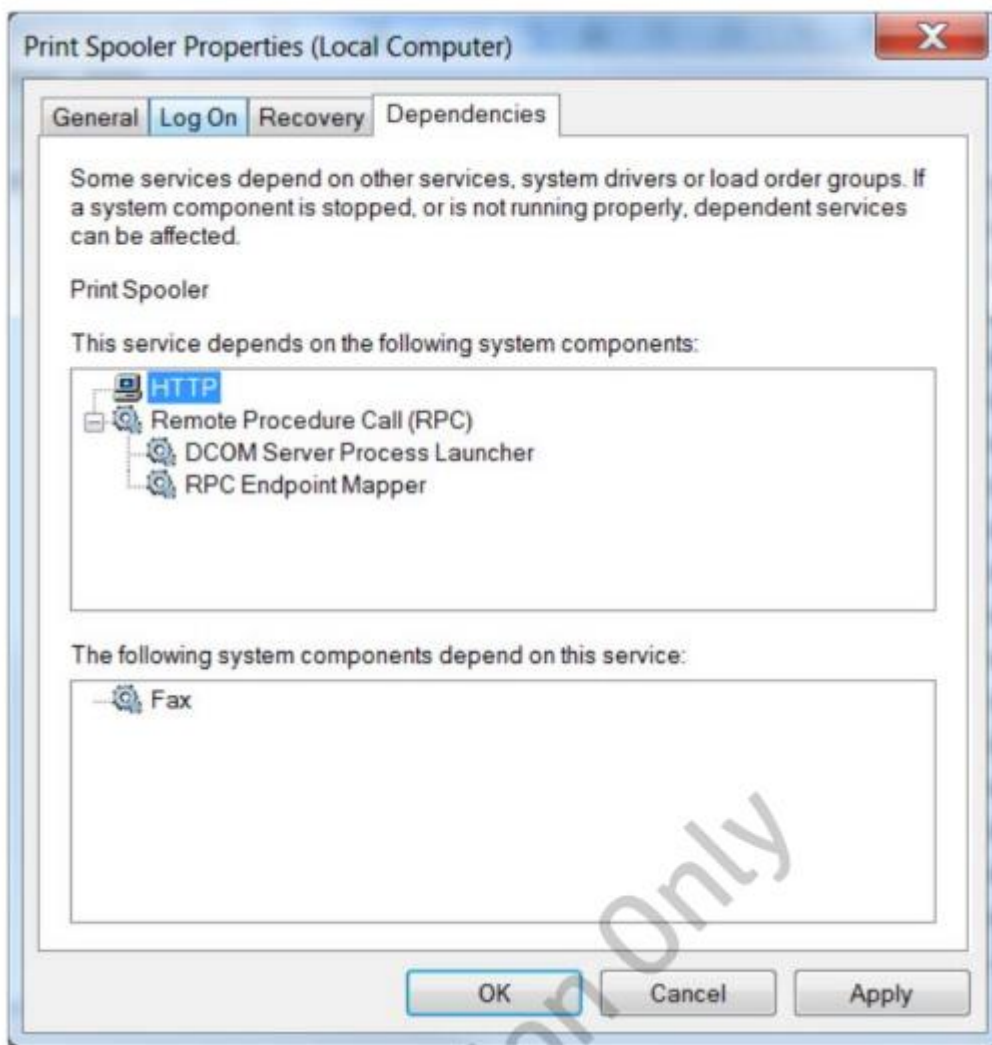 Print Spooler Properties (Local Computer)
General Log On Recovery Dependencies
Some services depend on other services, system drivers or load order groups. If
a system component is stopped, or is not running properly, dependent services
can be affected.
Print Spooler
This service depends on the following system components:
HTTP
Remote Procedure Call (RPC)
DCOM Server Process Launcher
RPC Endpoint Mapper
The following system components depend on this service:
Fax
Only
OK Cancel Apply